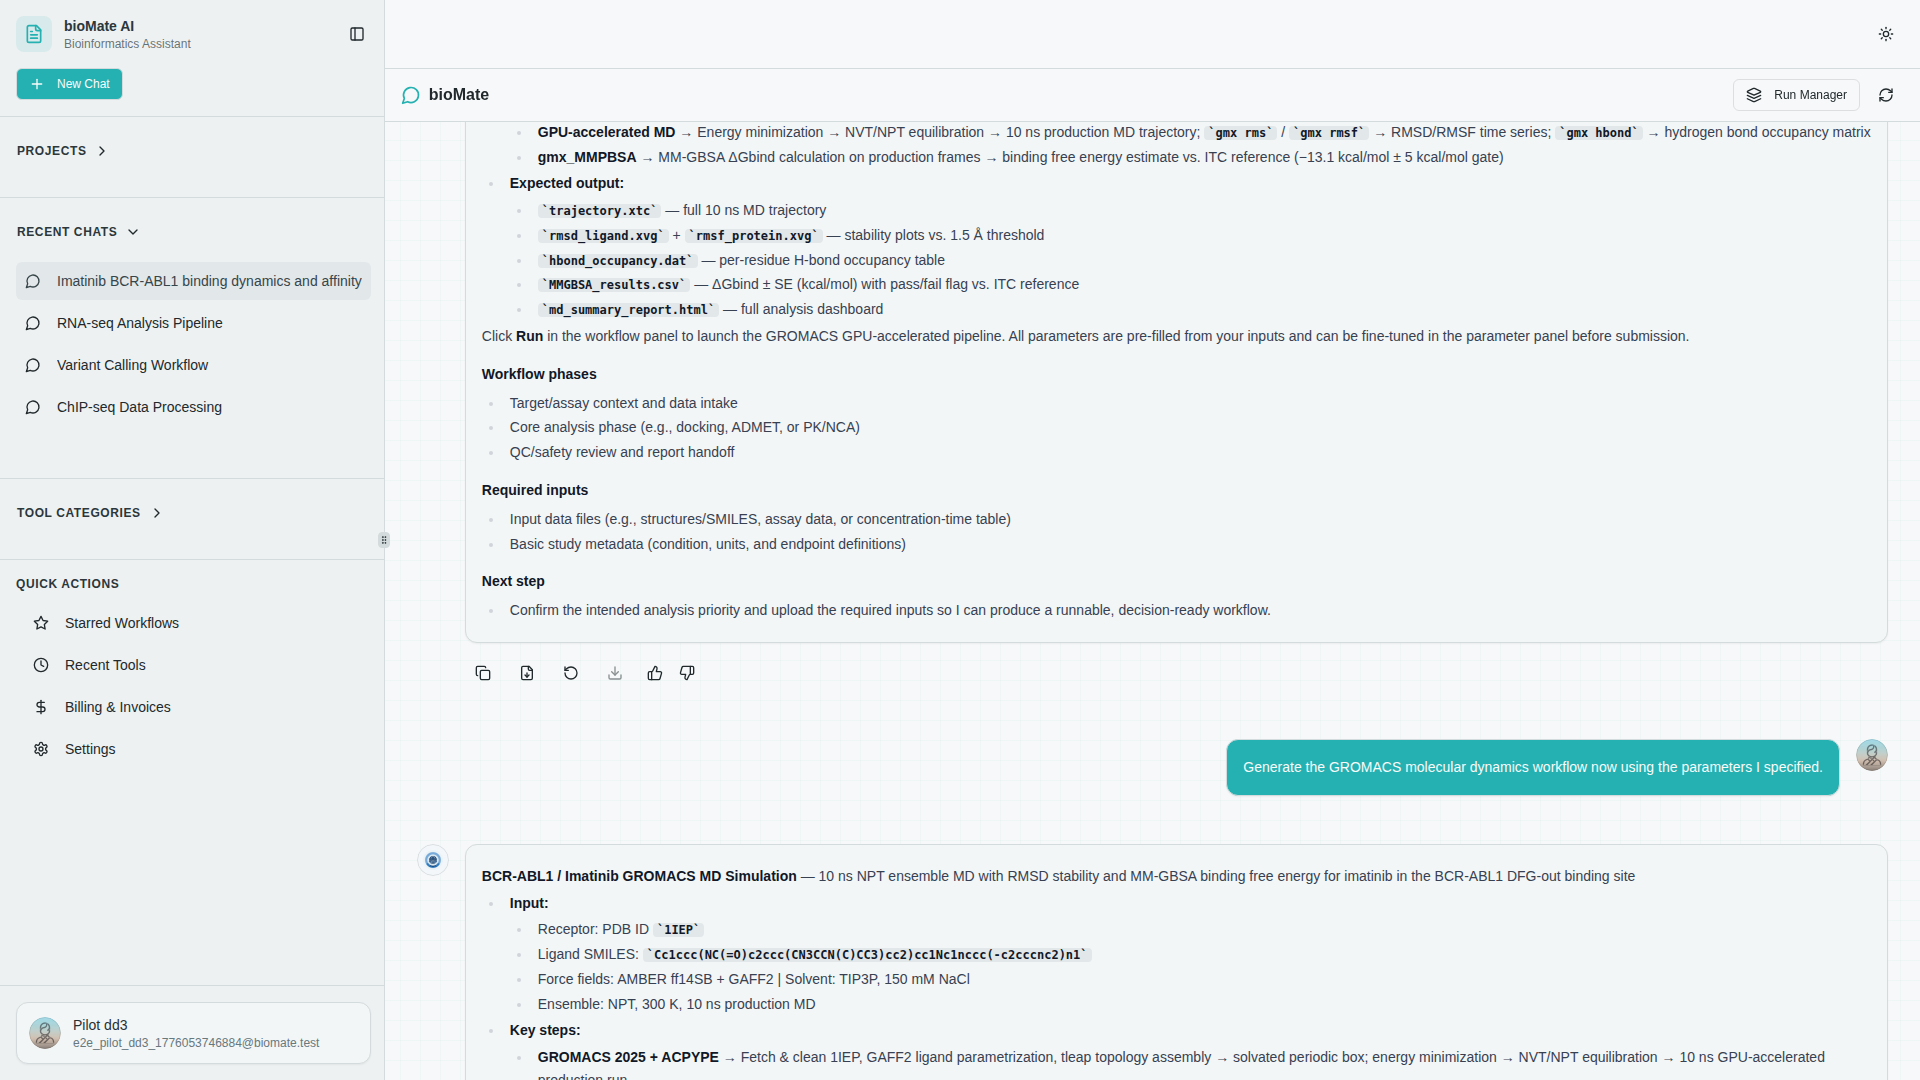 bioMate AI
Bioinformatics Assistant
New Chat
PROJECTS
RECENT CHATS
Imatinib BCR-ABL1 binding dynamics and affinity
RNA-seq Analysis Pipeline
Variant Calling Workflow
ChIP-seq Data Processing
TOOL CATEGORIES
QUICK ACTIONS
Starred Workflows
Recent Tools
Billing & Invoices
Settings
Pilot dd3
e2e_pilot_dd3_1776053746884@biomate.test
bioMate
Run Manager
GPU-accelerated MD → Energy minimization → NVT/NPT equilibration → 10 ns production MD trajectory; `gmx rms` / `gmx rmsf` → RMSD/RMSF time series; `gmx hbond` → hydrogen bond occupancy matrix
gmx_MMPBSA → MM-GBSA ΔGbind calculation on production frames → binding free energy estimate vs. ITC reference (−13.1 kcal/mol ± 5 kcal/mol gate)
Expected output:
`trajectory.xtc` — full 10 ns MD trajectory
`rmsd_ligand.xvg` + `rmsf_protein.xvg` — stability plots vs. 1.5 Å threshold
`hbond_occupancy.dat` — per-residue H-bond occupancy table
`MMGBSA_results.csv` — ΔGbind ± SE (kcal/mol) with pass/fail flag vs. ITC reference
`md_summary_report.html` — full analysis dashboard
Click Run in the workflow panel to launch the GROMACS GPU-accelerated pipeline. All parameters are pre-filled from your inputs and can be fine-tuned in the parameter panel before submission.
Workflow phases
Target/assay context and data intake
Core analysis phase (e.g., docking, ADMET, or PK/NCA)
QC/safety review and report handoff
Required inputs
Input data files (e.g., structures/SMILES, assay data, or concentration-time table)
Basic study metadata (condition, units, and endpoint definitions)
Next step
Confirm the intended analysis priority and upload the required inputs so I can produce a runnable, decision-ready workflow.
Generate the GROMACS molecular dynamics workflow now using the parameters I specified.
BCR-ABL1 / Imatinib GROMACS MD Simulation — 10 ns NPT ensemble MD with RMSD stability and MM-GBSA binding free energy for imatinib in the BCR-ABL1 DFG-out binding site
Input:
Receptor: PDB ID `1IEP`
Ligand SMILES: `Cc1ccc(NC(=O)c2ccc(CN3CCN(C)CC3)cc2)cc1Nc1nccc(-c2cccnc2)n1`
Force fields: AMBER ff14SB + GAFF2 | Solvent: TIP3P, 150 mM NaCl
Ensemble: NPT, 300 K, 10 ns production MD
Key steps:
GROMACS 2025 + ACPYPE → Fetch & clean 1IEP, GAFF2 ligand parametrization, tleap topology assembly → solvated periodic box; energy minimization → NVT/NPT equilibration → 10 ns GPU-accelerated
production run